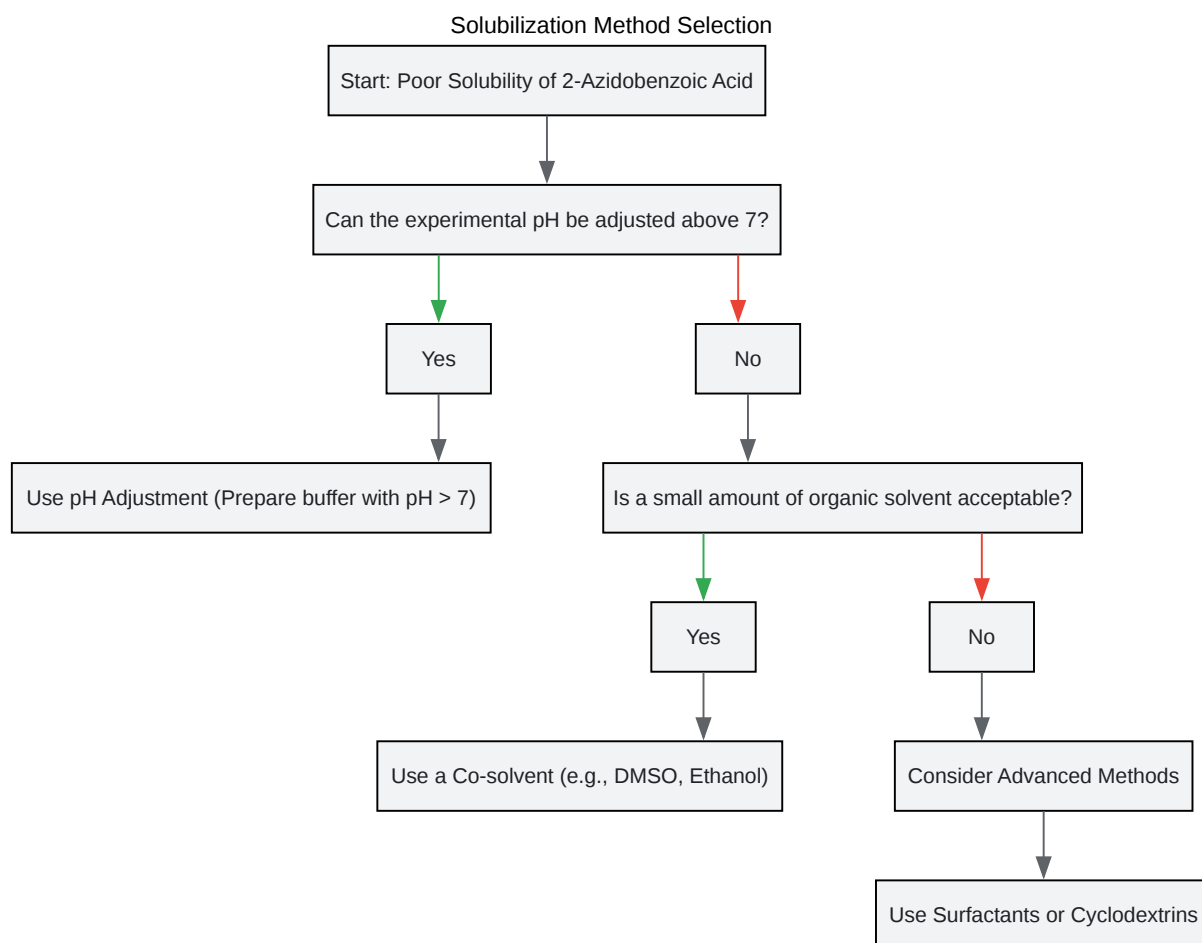 Solubilization Method Selection
Start: Poor Solubility of 2-Azidobenzoic Acid
Can the experimental pH be adjusted above 7?
Yes
No
Use pH Adjustment (Prepare buffer with pH > 7)
Is a small amount of organic solvent acceptable?
Yes
No
Use a Co-solvent (e.g., DMSO, Ethanol)
Consider Advanced Methods
Use Surfactants or Cyclodextrins